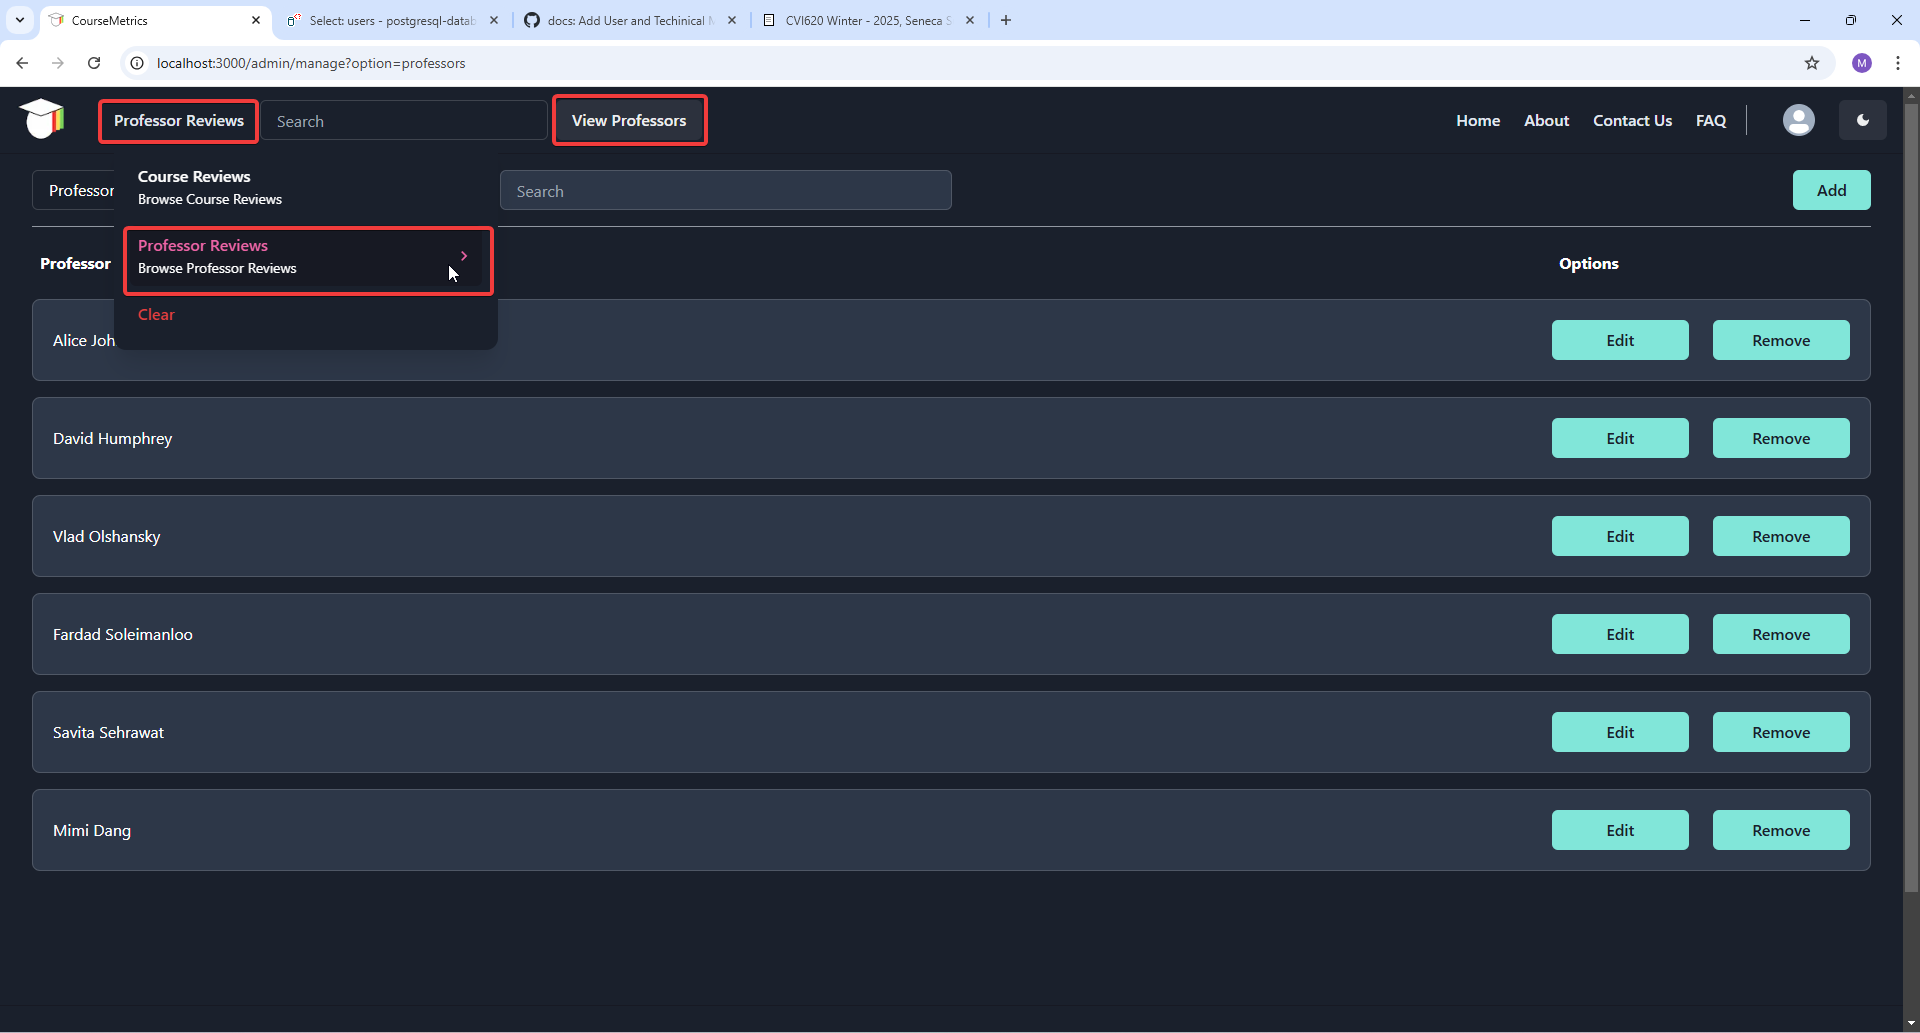 CourseMetrics
Select: users - postgresql-datab
docs: Add User and Techinical M
CVI620 Winter - 2025, Seneca S
localhost:3000/admin/manage?option=professors
M
Professor Reviews
Search
View Professors
Home
About
Contact Us
FAQ
Course Reviews
Browse Course Reviews
Professor
Search
Add
Professor Reviews
Browse Professor Reviews
Clear
Professor
Options
Alice Joh
Edit
Remove
David Humphrey
Edit
Remove
Vlad Olshansky
Edit
Remove
Fardad Soleimanloo
Edit
Remove
Savita Sehrawat
Edit
Remove
Mimi Dang
Edit
Remove